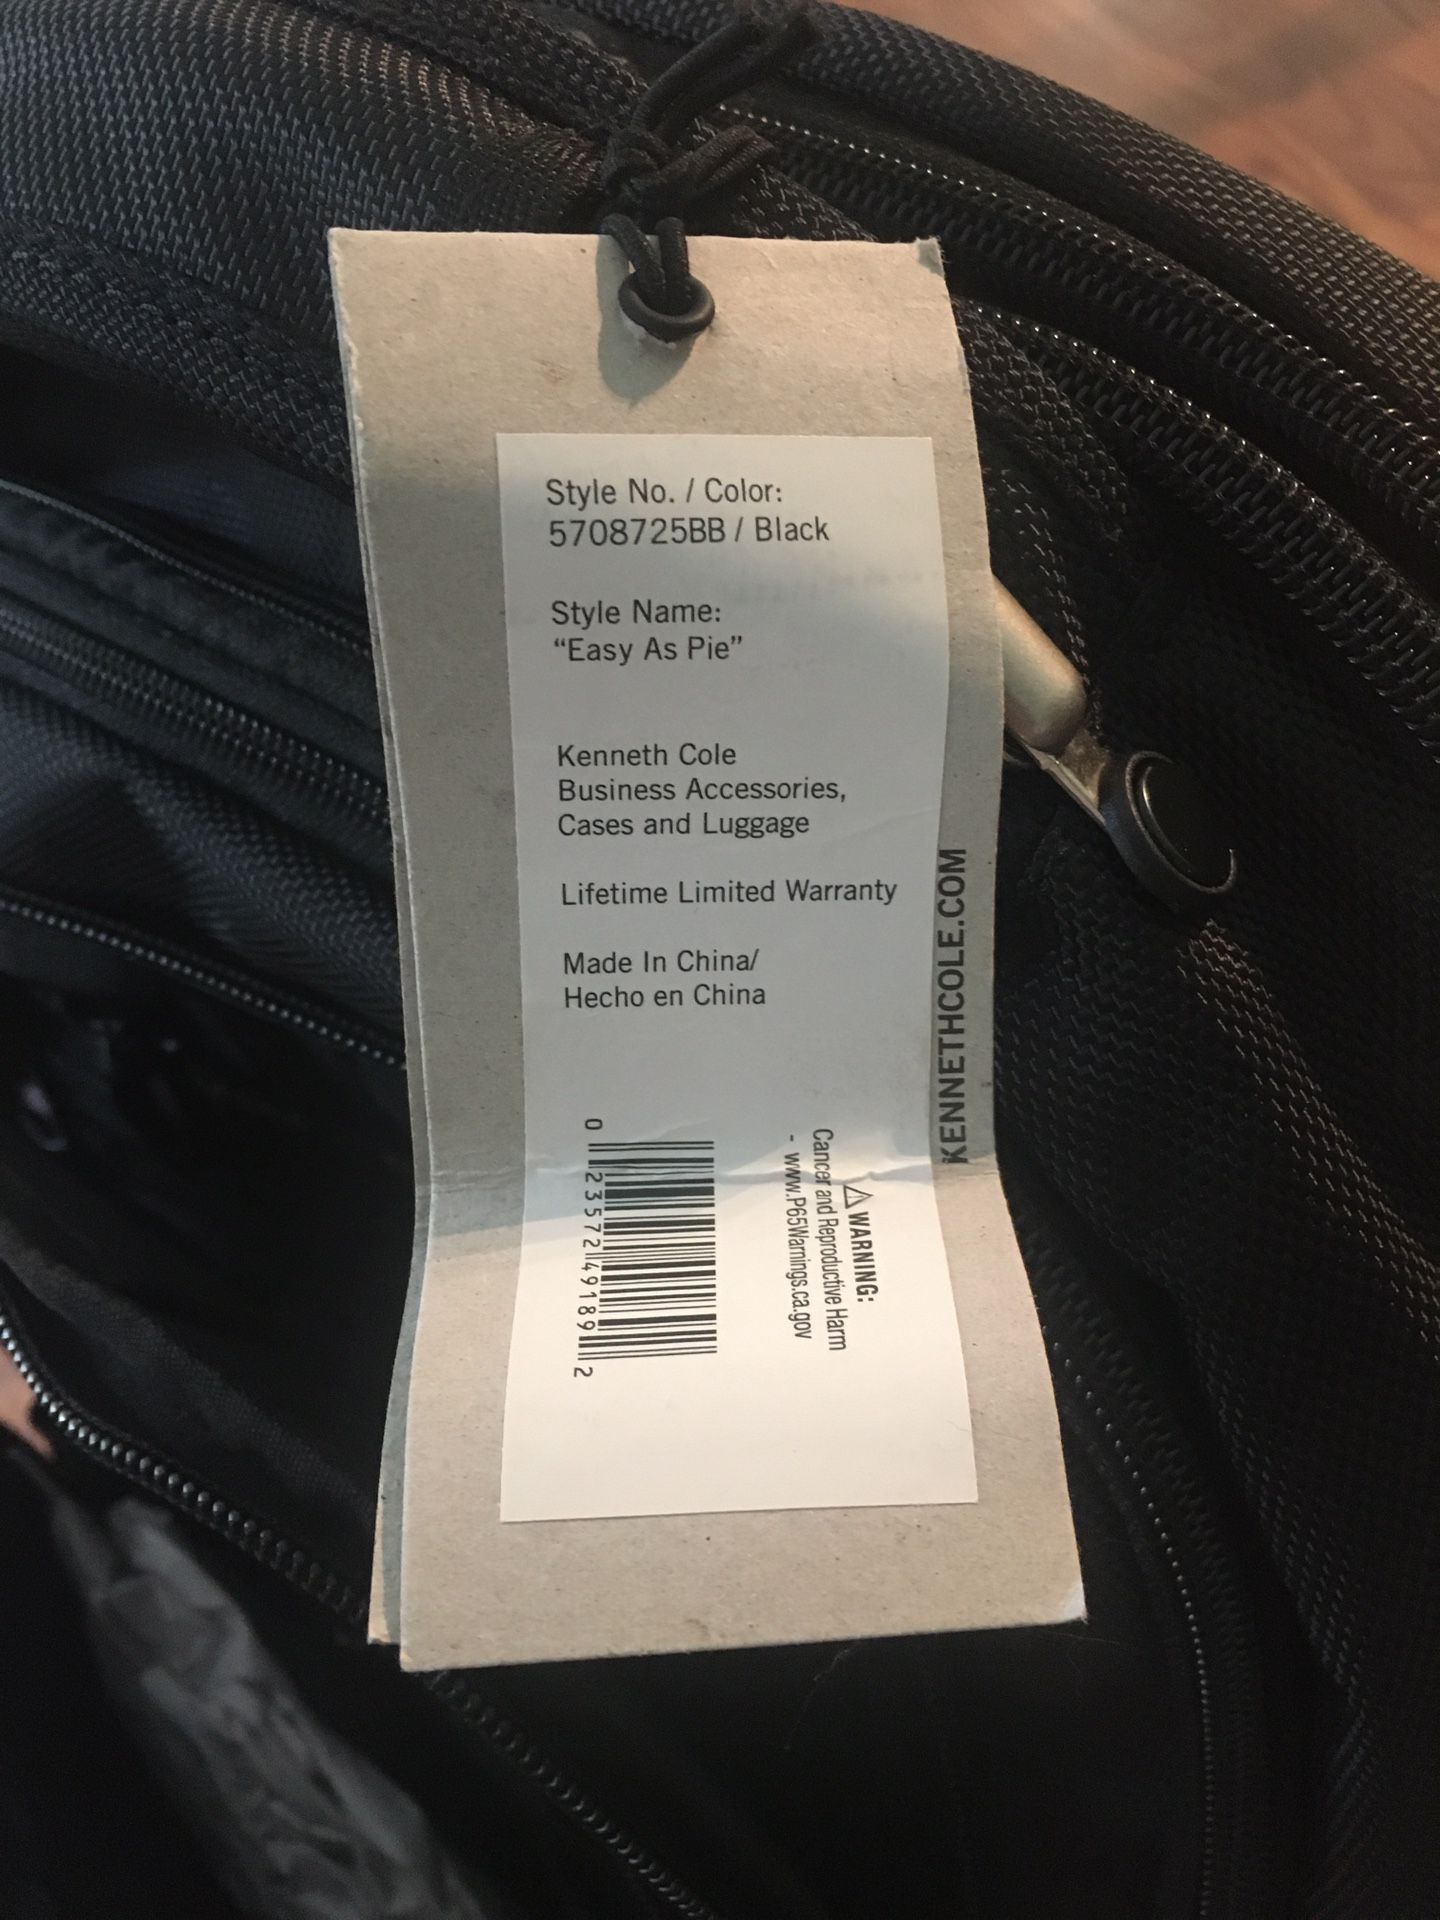 Style No. / Color:
5708725BB / Black
Style Name:
“Easy As Pie”
Kenneth Cole
Business Accessories,
Cases and Luggage
Lifetime Limited Warranty
Made In China/
Hecho en China
KENNETHCOLE.COM
⚠ WARNING:
Cancer and Reproductive Harm
- www.P65Warnings.ca.gov
0 23572 49189 2